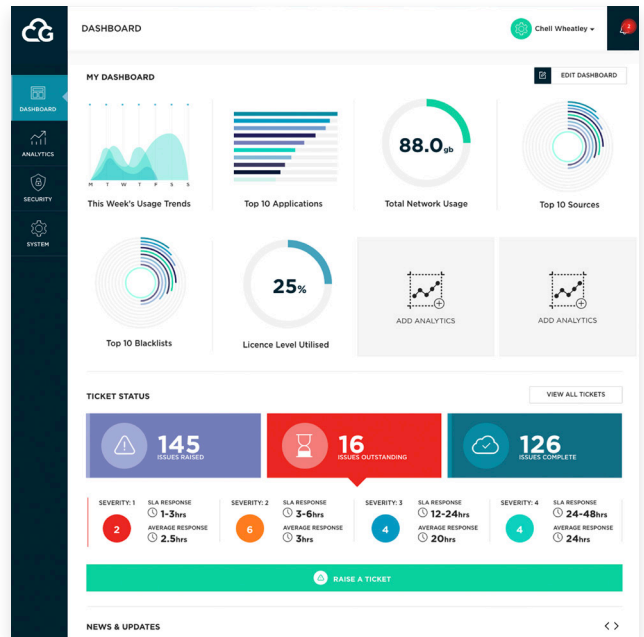 CG
DASHBOARD
Chell Wheatley
2
MY DASHBOARD
EDIT DASHBOARD
DASHBOARD
ANALYTICS
SECURITY
SYSTEM
M T W T F S S
This Week's Usage Trends
Top 10 Applications
88.0gb
Total Network Usage
Top 10 Sources
Top 10 Blacklists
25%
Licence Level Utilised
ADD ANALYTICS
ADD ANALYTICS
TICKET STATUS
VIEW ALL TICKETS
145
ISSUES RAISED
16
ISSUES OUTSTANDING
126
ISSUES COMPLETE
SEVERITY: 1
2
SLA RESPONSE
1-3hrs
AVERAGE RESPONSE
2.5hrs
SEVERITY: 2
6
SLA RESPONSE
3-6hrs
AVERAGE RESPONSE
3hrs
SEVERITY: 3
4
SLA RESPONSE
12-24hrs
AVERAGE RESPONSE
20hrs
SEVERITY: 4
4
SLA RESPONSE
24-48hrs
AVERAGE RESPONSE
24hrs
RAISE A TICKET
NEWS & UPDATES